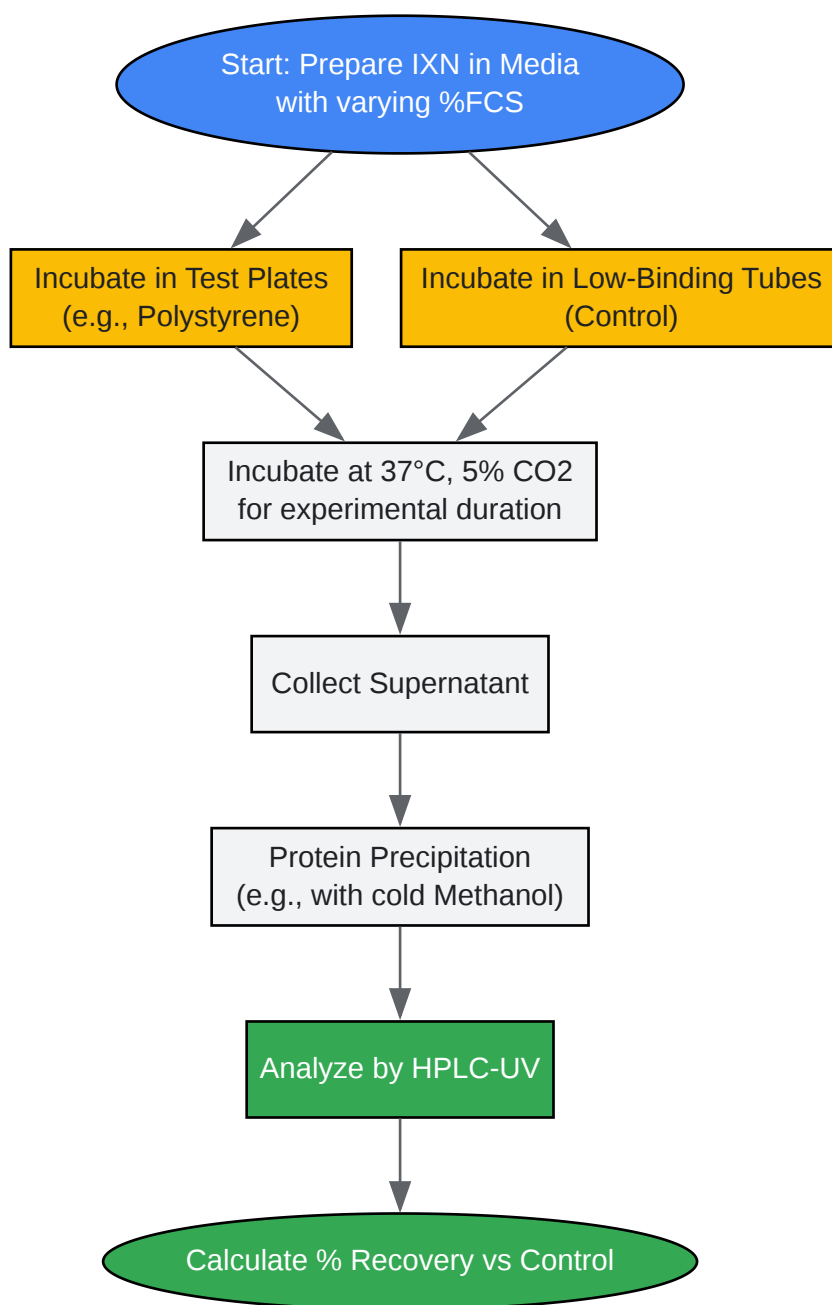 Start: Prepare IXN in Media
with varying %FCS
Incubate in Test Plates
(e.g., Polystyrene)
Incubate in Low-Binding Tubes
(Control)
Incubate at 37°C, 5% CO2
for experimental duration
Collect Supernatant
Protein Precipitation
(e.g., with cold Methanol)
Analyze by HPLC-UV
Calculate % Recovery vs Control